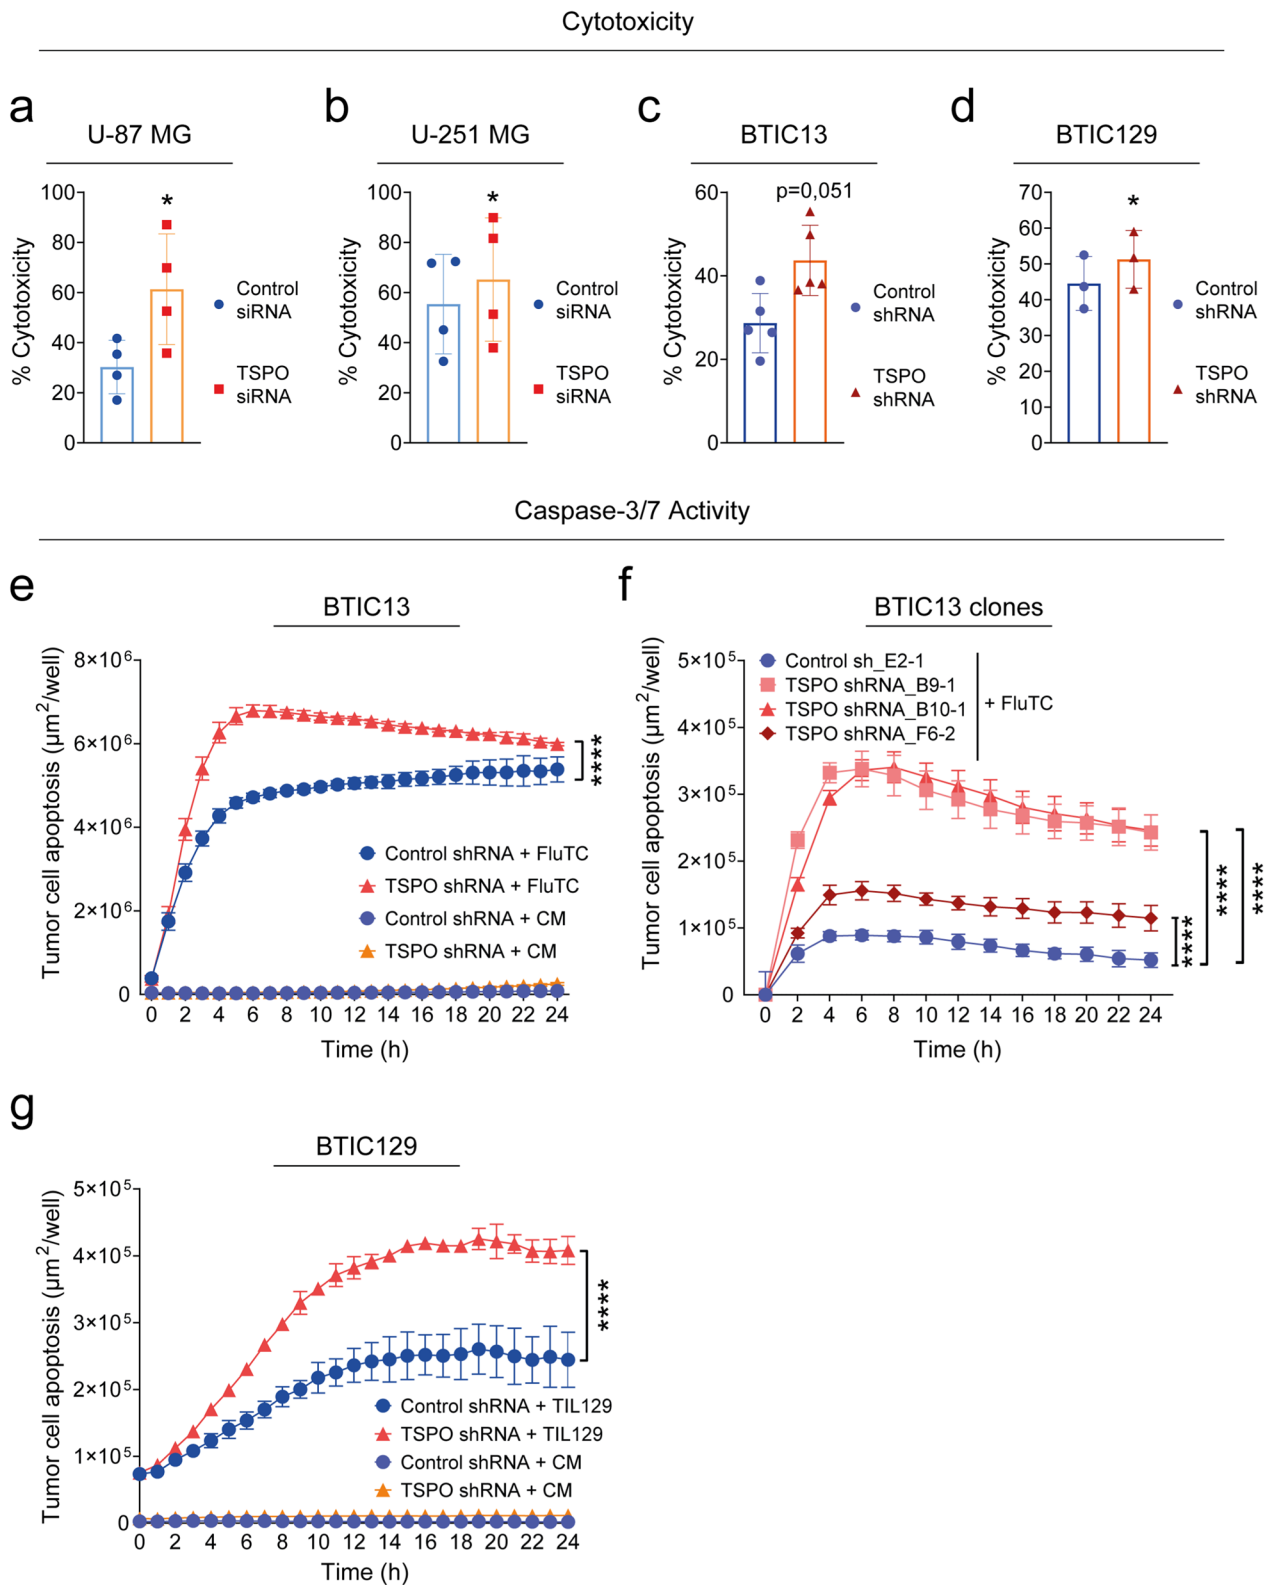 Cytotoxicity
a
U-87 MG
% Cytotoxicity
100
80
60
40
20
0
*
Control
siRNA
TSPO
siRNA
b
U-251 MG
% Cytotoxicity
100
80
60
40
20
0
*
Control
siRNA
TSPO
siRNA
c
BTIC13
% Cytotoxicity
60
40
20
0
p=0,051
Control
shRNA
TSPO
shRNA
d
BTIC129
% Cytotoxicity
70
60
50
40
30
20
10
0
*
Control
shRNA
TSPO
shRNA
Caspase-3/7 Activity
e
BTIC13
Tumor cell apoptosis (µm²/well)
8×10⁶
6×10⁶
4×10⁶
2×10⁶
0
Control shRNA + FluTC
TSPO shRNA + FluTC
Control shRNA + CM
TSPO shRNA + CM
****
0 2 4 6 8 10 12 14 16 18 20 22 24
Time (h)
f
BTIC13 clones
Tumor cell apoptosis (µm²/well)
5×10⁵
4×10⁵
3×10⁵
2×10⁵
1×10⁵
0
Control sh_E2-1
TSPO shRNA_B9-1
TSPO shRNA_B10-1
TSPO shRNA_F6-2
+ FluTC
****
****
****
0 2 4 6 8 10 12 14 16 18 20 22 24
Time (h)
g
BTIC129
Tumor cell apoptosis (µm²/well)
5×10⁵
4×10⁵
3×10⁵
2×10⁵
1×10⁵
0
Control shRNA + TIL129
TSPO shRNA + TIL129
Control shRNA + CM
TSPO shRNA + CM
****
0 2 4 6 8 10 12 14 16 18 20 22 24
Time (h)